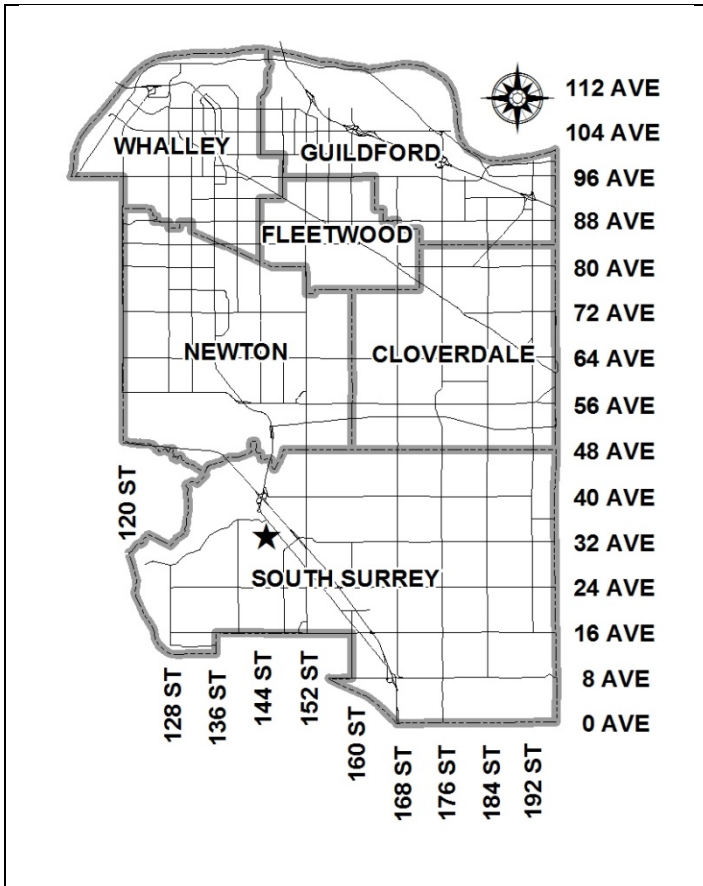 112 AVE
104 AVE
WHALLEY
GUILDFORD
96 AVE
88 AVE
FLEETWOOD
80 AVE
72 AVE
NEWTON
CLOVERDALE
64 AVE
56 AVE
48 AVE
40 AVE
120 ST
32 AVE
SOUTH SURREY
24 AVE
16 AVE
8 AVE
0 AVE
128 ST
136 ST
144 ST
152 ST
160 ST
168 ST
176 ST
184 ST
192 ST